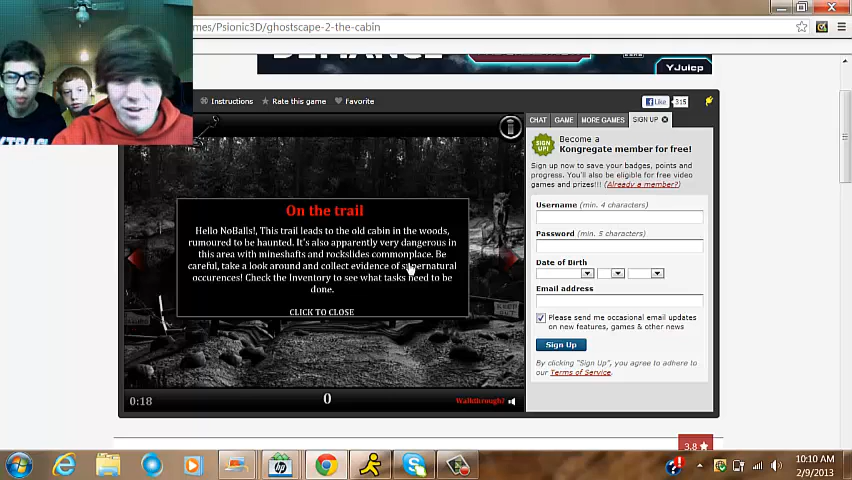 mes/Psionic3D/ghostscape-2-the-cabin
YJuiep
Instructions
Rate this game
Favorite
Like
315
CHAT
GAME
MORE GAMES
SIGN UP
SIGN UP!
Become a
Kongregate member for free!
Sign up now to save your badges, points and
progress. You'll also be eligible for free video
games and prizes!!! (Already a member?)
Username (min. 4 characters)
Password (min. 5 characters)
Date of Birth
Email address
Please send me occasional email updates
on new features, games & other news
Sign Up
By clicking "Sign Up", you agree to adhere to
our Terms of Service.
On the trail
Hello NoBalls!, This trail leads to the old cabin in the woods,
rumoured to be haunted. It's also apparently very dangerous in
this area with mineshafts and rockslides commonplace. Be
careful, take a look around and collect evidence of supernatural
occurences! Check the Inventory to see what tasks need to be
done.
CLICK TO CLOSE
0:18
0
Walkthrough!
3.8
10:10 AM
2/9/2013